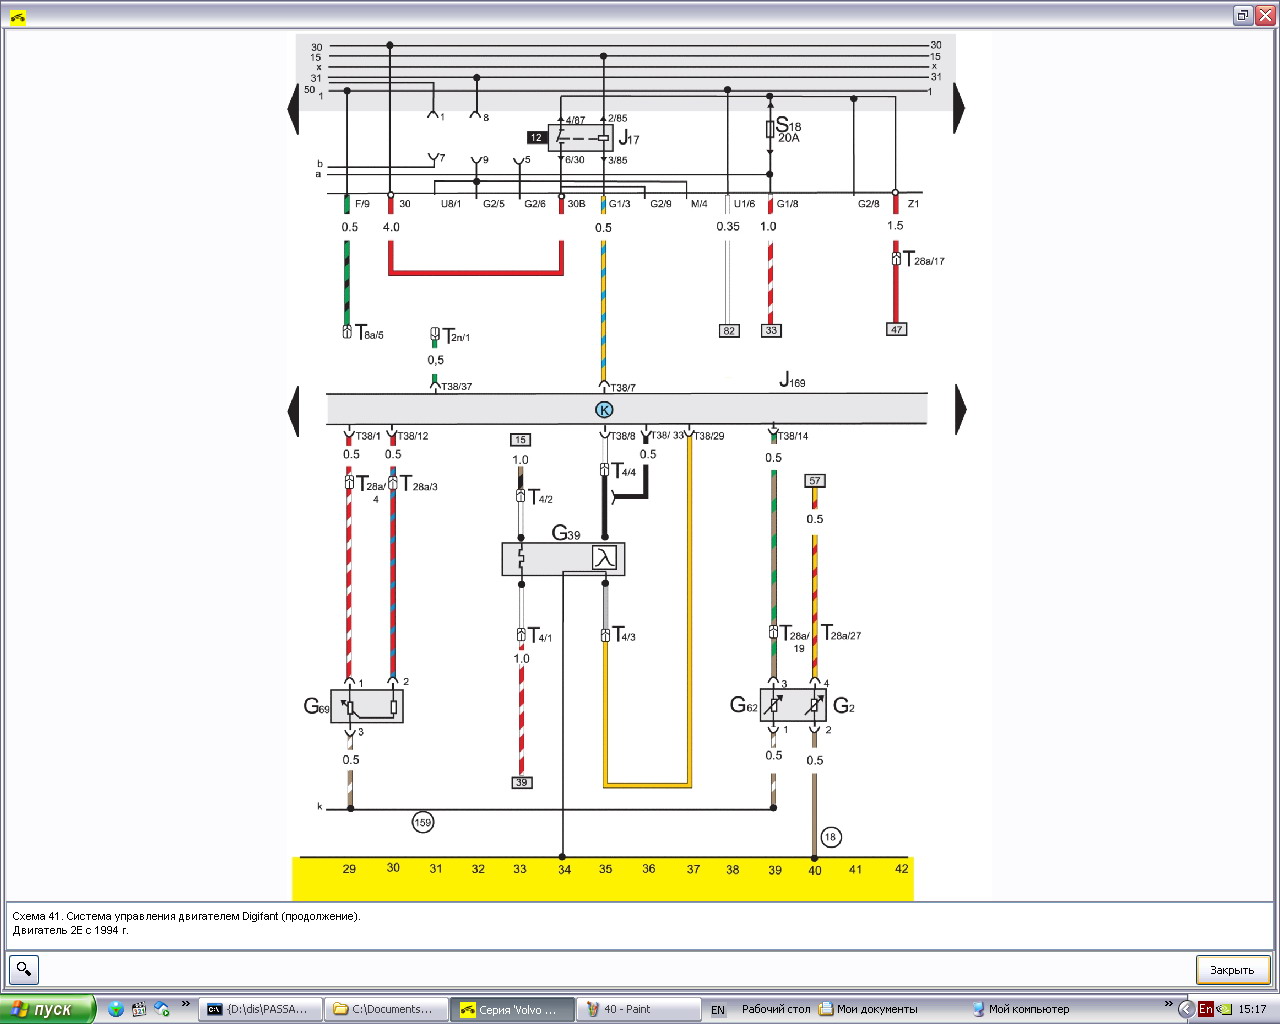 30 30
15 15
x x
31 31
50 1 1
1 8 4/87 2/85 S18 20A
12 J17
b 7 9 5 6/30 3/85
a
F/9 30 U8/1 G2/5 G2/6 30B G1/3 G2/9 M/4 U1/6 G1/8 G2/8 Z1
0.5 4.0 0.5 0.35 1.0 1.5
T28a/17
T8a/5 T2n/1 82 33 47
0,5
T38/37 T38/7 J169
K
T38/1 T38/12 15 T38/8 T38/ 33 T38/29 T38/14
0.5 0.5 1.0 0.5 0.5
T28a/4 T28a/3 T4/2 T4/4 57
0.5
G39
λ
T4/1 T4/3 T28a/19 T28a/27
1.0
1 2 3 4
G69 G62 G2
3 1 2
0.5 0.5 0.5
39
k
159 18
29 30 31 32 33 34 35 36 37 38 39 40 41 42
Схема 41. Система управления двигателем Digifant (продолжение).
Двигатель 2E с 1994 г.
Закрыть
пуск » {D:\dis\PASSA... C:\Documents... Серия 'Volvo ... 40 - Paint EN Рабочий стол Мои документы Мой компьютер » En 15:17